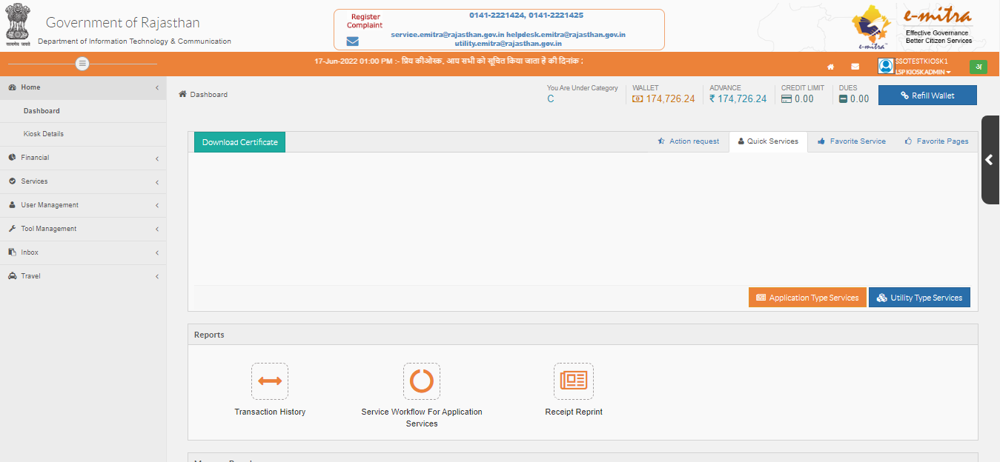 Government of Rajasthan
Department of Information Technology & Communication
सत्यमेव जयते
Register
Complaint
0141-2221424, 0141-2221425
service.emitra@rajasthan.gov.in helpdesk.emitra@rajasthan.gov.in
utility.emitra@rajasthan.gov.in
e-mitra
e-mitra
Effective Governance
Better Citizen Services
17-Jun-2022 01:00 PM :- प्रिय कीओस्क, आप सभी को सूचित किया जाता हे की दिनांक
SSOTESTKIOSK1
LSP KIOSKADMIN
अ
Home
Dashboard
Kiosk Details
Financial
Services
User Management
Tool Management
Inbox
Travel
Dashboard
You Are Under Category
C
WALLET
174,726.24
ADVANCE
₹ 174,726.24
CREDIT LIMIT
0.00
DUES
0.00
Refill Wallet
Download Certificate
Action request
Quick Services
Favorite Service
Favorite Pages
Application Type Services
Utility Type Services
Reports
Transaction History
Service Workflow For Application
Services
Receipt Reprint